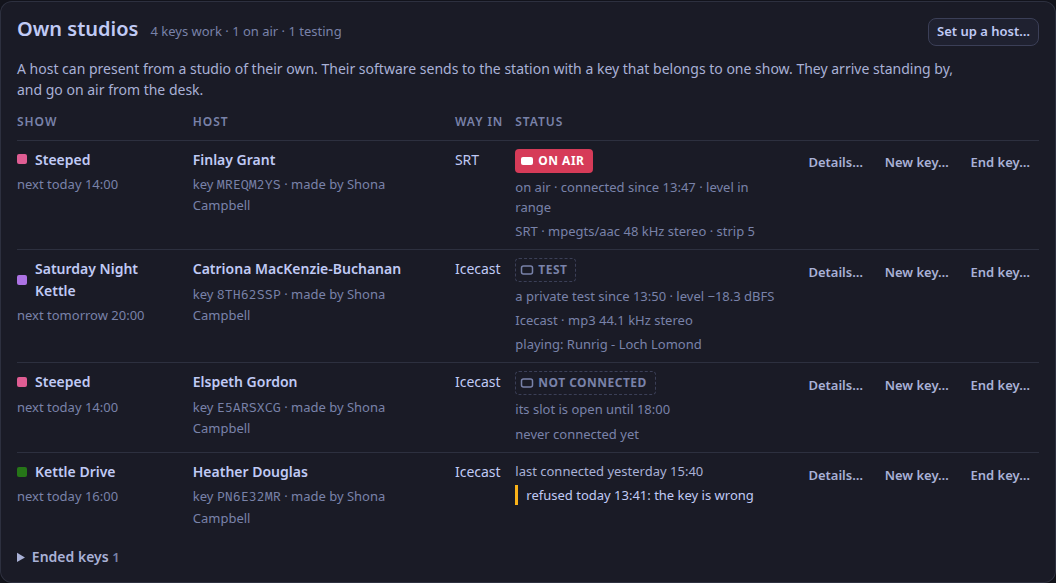 Own studios 4 keys work · 1 on air · 1 testing
Set up a host...
A host can present from a studio of their own. Their software sends to the station with a key that belongs to one show. They arrive standing by,
and go on air from the desk.
SHOW HOST WAY IN STATUS
Steeped Finlay Grant SRT ON AIR Details... New key... End key...
next today 14:00 key MREQM2YS · made by Shona
Campbell
on air · connected since 13:47 · level in
range
SRT · mpegts/aac 48 kHz stereo · strip 5
Saturday Night
Kettle
Catriona MacKenzie-Buchanan Icecast TEST Details... New key... End key...
next tomorrow 20:00 key 8TH62SSP · made by Shona
Campbell
a private test since 13:50 · level −18.3 dBFS
Icecast · mp3 44.1 kHz stereo
playing: Runrig - Loch Lomond
Steeped Elspeth Gordon Icecast NOT CONNECTED Details... New key... End key...
next today 14:00 key E5ARSXCG · made by Shona
Campbell
its slot is open until 18:00
never connected yet
Kettle Drive Heather Douglas Icecast last connected yesterday 15:40 Details... New key... End key...
next today 16:00 key PN6E32MR · made by Shona
Campbell
refused today 13:41: the key is wrong
Ended keys 1